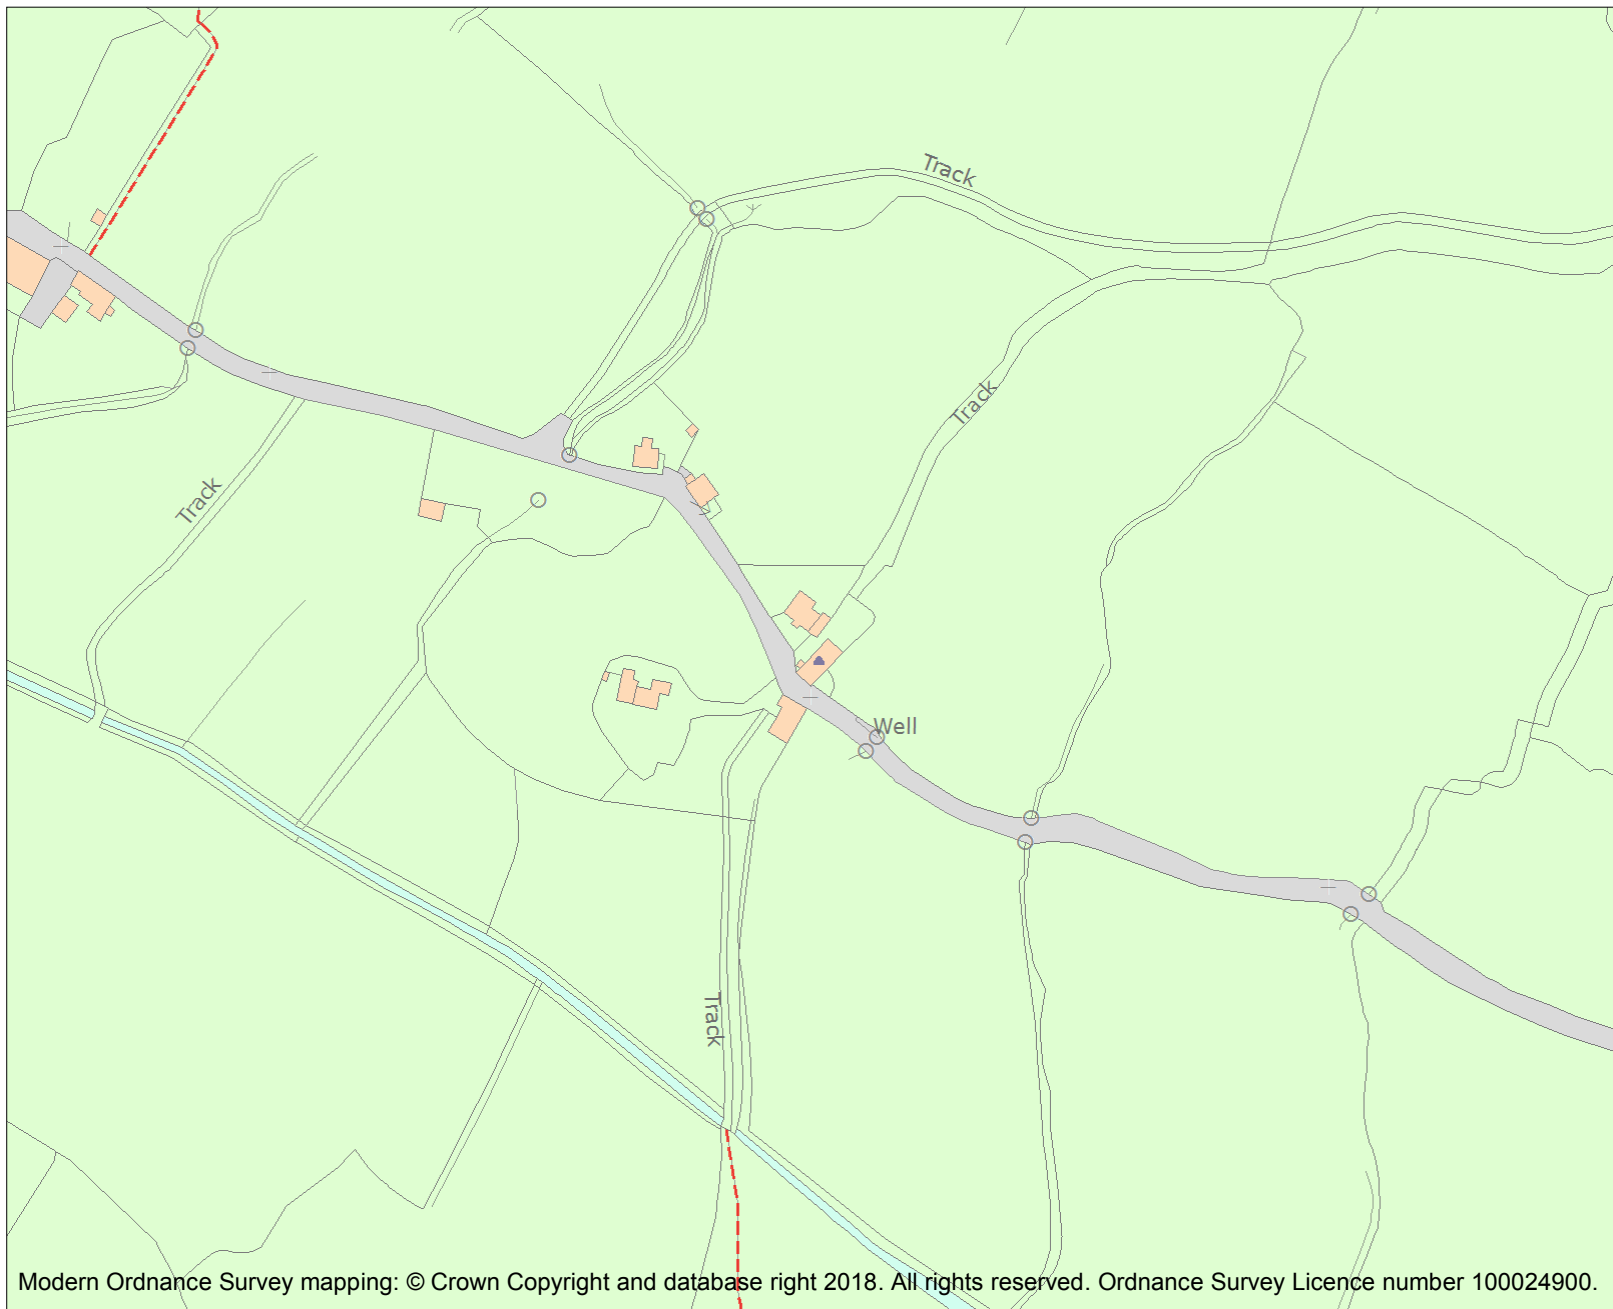 Track
Track
Track
Well
Track
Modern Ordnance Survey mapping: © Crown Copyright and database right 2018. All rights reserved. Ordnance Survey Licence number 100024900.